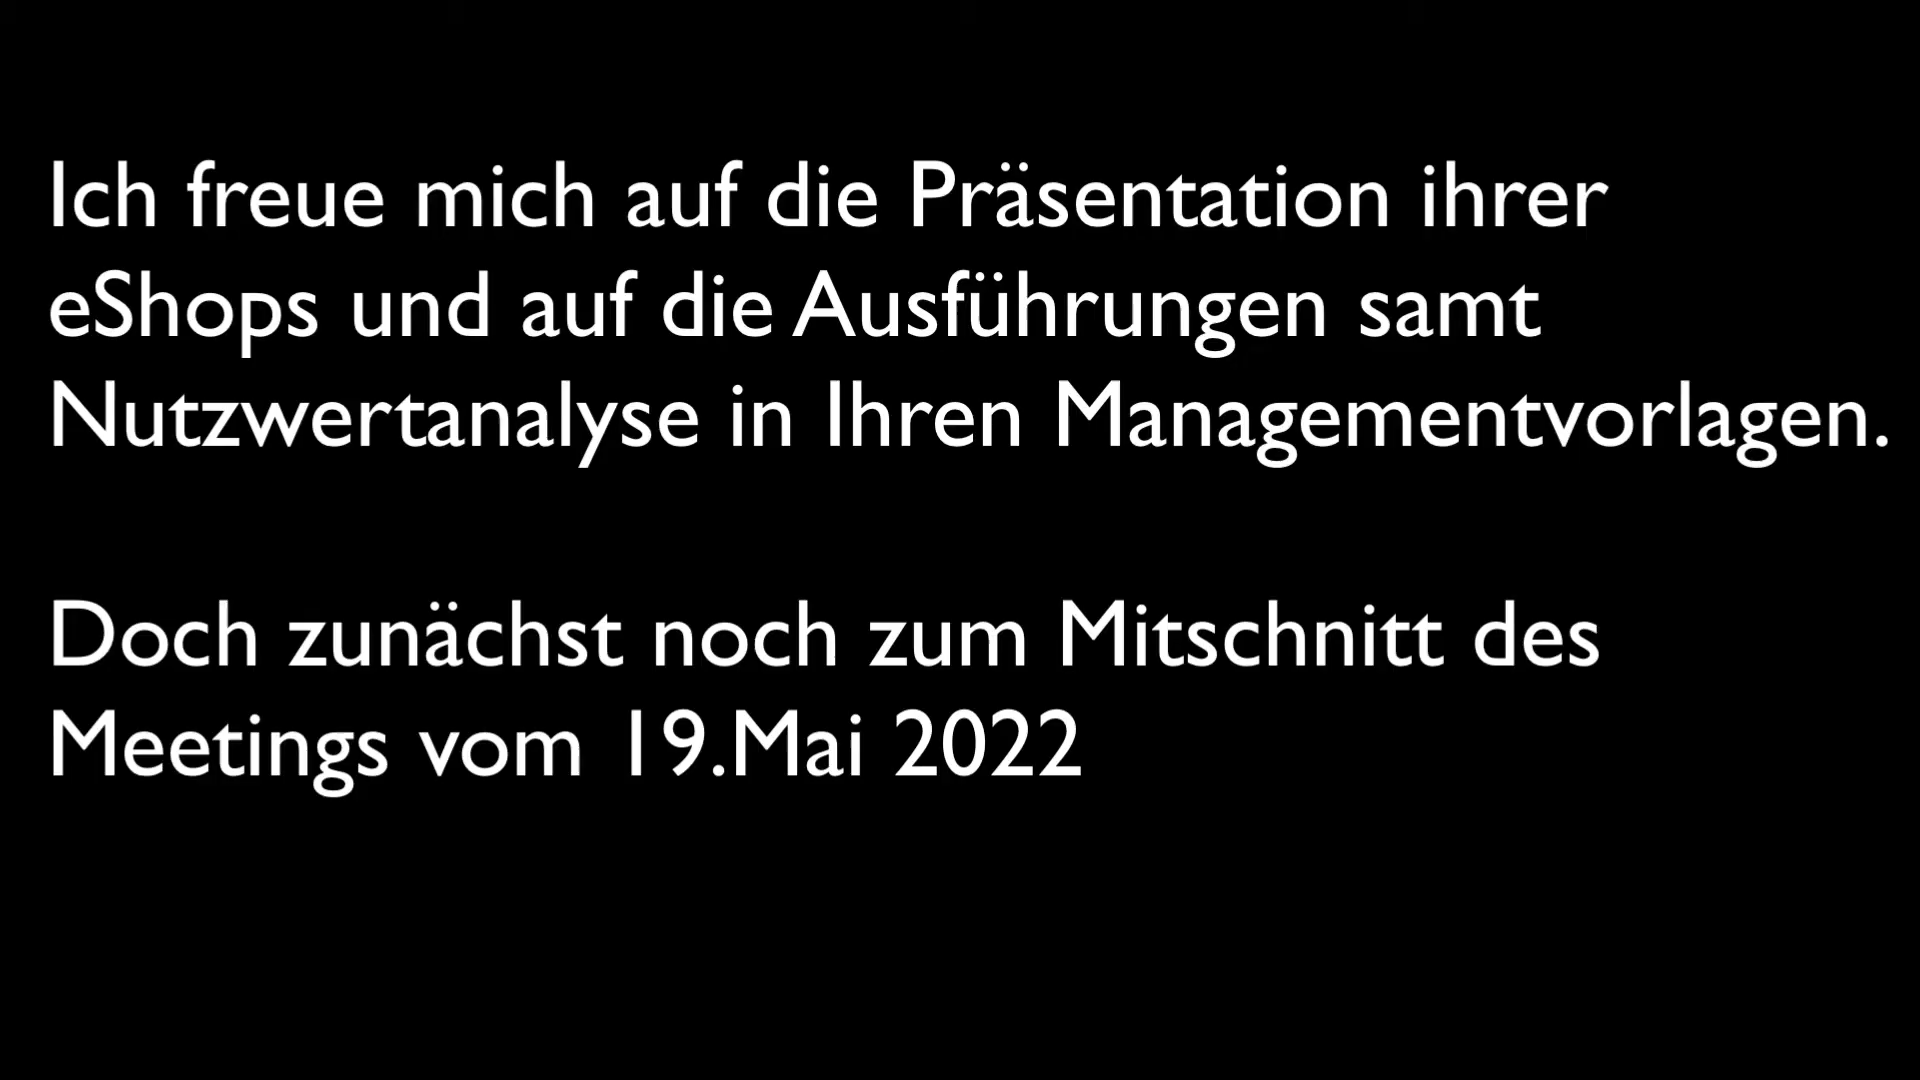 Ich freue mich auf die Präsentation ihrer
eShops und auf die Ausführungen samt
Nutzwertanalyse in Ihren Managementvorlagen.
Doch zunächst noch zum Mitschnitt des
Meetings vom 19.Mai 2022